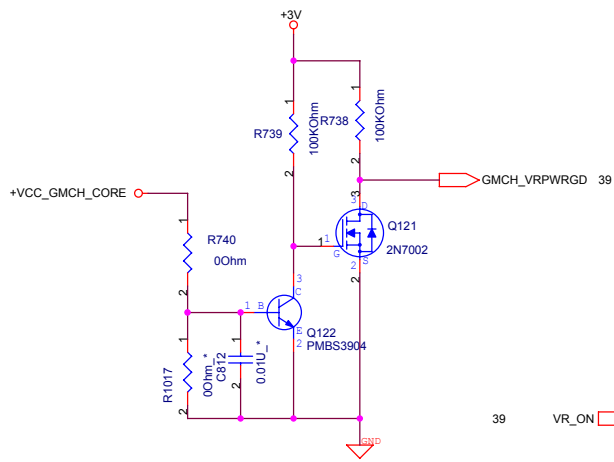 +3V
1
1
R739
100KOhm
R738
100KOhm
2
2
GMCH_VRPWRGD 39
+VCC_GMCH_CORE
3
3 D
1
Q121
R740
1 1
G
2N7002
0Ohm
2 S
2
3
2
C
1 B
Q122
E
PMBS3904
2
1
1
0Ohm_*
C812
0.01U_*
R1017
2
2
39 VR_ON
GND